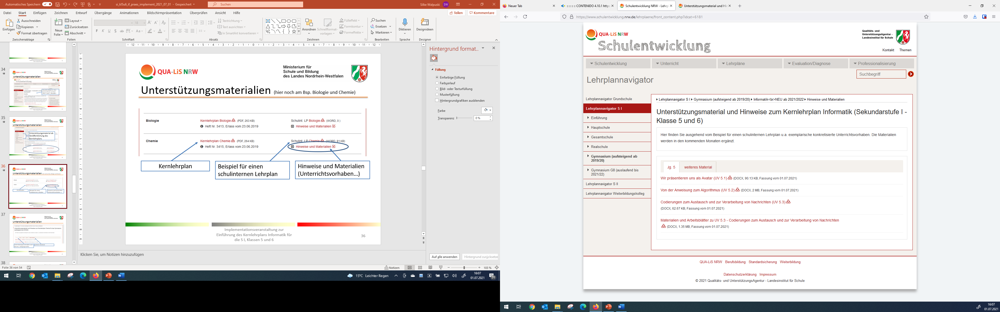 Automatisches Speichern
si_kl5u6_if_praes_implement_2021_07_01 - Gespeichert
Suchen
Silke Walpuski
SW
Datei Start Einfügen Zeichnen Entwurf Übergänge Animationen Bildschirmpräsentation Überprüfen Ansicht Hilfe
Teilen Kommentare
Einfügen
Ausschneiden
Kopieren
Format übertragen
Neue Folie
Layout
Zurücksetzen
Abschnitt
18
Textrichtung
Text ausrichten
In SmartArt konvertieren
Anordnen
Schnellformat-
vorlagen
Fülleffekt
Formkontur
Formeffekte
Suchen
Ersetzen
Markieren
Diktieren
Designideen
Zwischenablage Folien Schriftart Absatz Zeichnen Bearbeiten Sprache Designer
34
Unterstützungsmaterialien
35
Unterstützungsmaterialien
Unterstützungsmaterial ab
Veröffentlichung des
Kernlehrplans
36
Unterstützungsmaterialien
37
Unterstützungsmaterialien
38
QUA-LiS NRW
Ministerium für
Schule und Bildung
des Landes Nordrhein-Westfalen
Unterstützungsmaterialien (hier noch am Bsp. Biologie und Chemie)
Biologie Kernlehrplan Biologie (PDF, 263 KB) Schulint. LP Biologie (WORD, 0 )
Heft Nr. 3413, Erlass vom 23.06.2019 Hinweise und Materialien
Chemie Kernlehrplan Chemie (PDF, 264 KB) Schulint. LP Chemie (WORD, 81 KB)
Heft Nr. 3415, Erlass vom 23.06.2019 Hinweise und Materialien
Kernlehrplan
Beispiel für einen
schulinternen Lehrplan
Hinweise und Materialien
(Unterrichtsvorhaben...)
Implementationsveranstaltung zur
Einführung des Kernlehrplans Informatik für
die S I, Klassen 5 und 6
36
Klicken Sie, um Notizen hinzuzufügen
Hintergrund format..
Füllung
Einfarbige Füllung
Farbverlauf
Bild- oder Texturfüllung
Musterfüllung
Hintergrundgrafiken ausblenden
Farbe
Transparenz 0 %
Auf alle anwenden Hintergrund zurücksetze
Folie 36 von 54
Notizen
103 %
15°C Leichter Regen
16:07
01.07.2021
20
Neuer Tab
:: :: :: :: CONTENIDO 4.10.1 https
Schulentwicklung NRW - Lehrpl
Unterstützungsmaterial und Hin
https://www.schulentwicklung.nrw.de/lehrplaene/front_content.php?idcat=6181
QUA-LiS NRW
Schulentwicklung
Qualitäts- und
UnterstützungsAgentur -
Landesinstitut für Schule
Kontakt Themen
Schulentwicklung Unterricht Lehrpläne Evaluation/Diagnose Professionalisierung
Suchbegriff
Lehrplannavigator
Lehrplannavigator Grundschule
Lehrplannavigator S I
Einführung
Hauptschule
Gesamtschule
Realschule
Gymnasium (aufsteigend ab
2019/20)
Gymnasium G8 (auslaufend bis
2021/22)
Lehrplannavigator S II
Lehrplannavigator Weiterbildungskolleg
Lehrplannavigator S I Gymnasium (aufsteigend ab 2019/20) Informatik<br>NEU ab 2021/2022 Hinweise und Materialien
Unterstützungsmaterial und Hinweise zum Kernlehrplan Informatik (Sekundarstufe I -
Klasse 5 und 6)
Hier finden Sie ausgehend vom Beispiel für einen schulinternen Lehrplan u.a. exemplarische konkretisierte Unterrichtsvorhaben. Die Materialien
werden in den kommenden Monaten ergänzt.
Jg. 5 weiteres Material
Wir präsentieren uns als Avatar (UV 5.1) (DOCX, 90.13 KB, Fassung vom 01.07.2021)
Von der Anweisung zum Algorithmus (UV 5.2) (DOCX, 2 MB, Fassung vom 01.07.2021)
Codierungen zum Austausch und zur Verarbeitung von Nachrichten (UV 5.3)
(DOCX, 62.67 KB, Fassung vom 01.07.2021)
Materialien und Arbeitsblätter zu UV 5.3 - Codierungen zum Austausch und zur Verarbeitung von Nachrichten
(DOCX, 1.35 MB, Fassung vom 01.07.2021)
QUA-LiS NRW Berufsbildung Standardsicherung Weiterbildung
Datenschutzerklärung Impressum
© 2021 Qualitäts- und UnterstützungsAgentur - Landesinstitut für Schule
16:07
01.07.2021